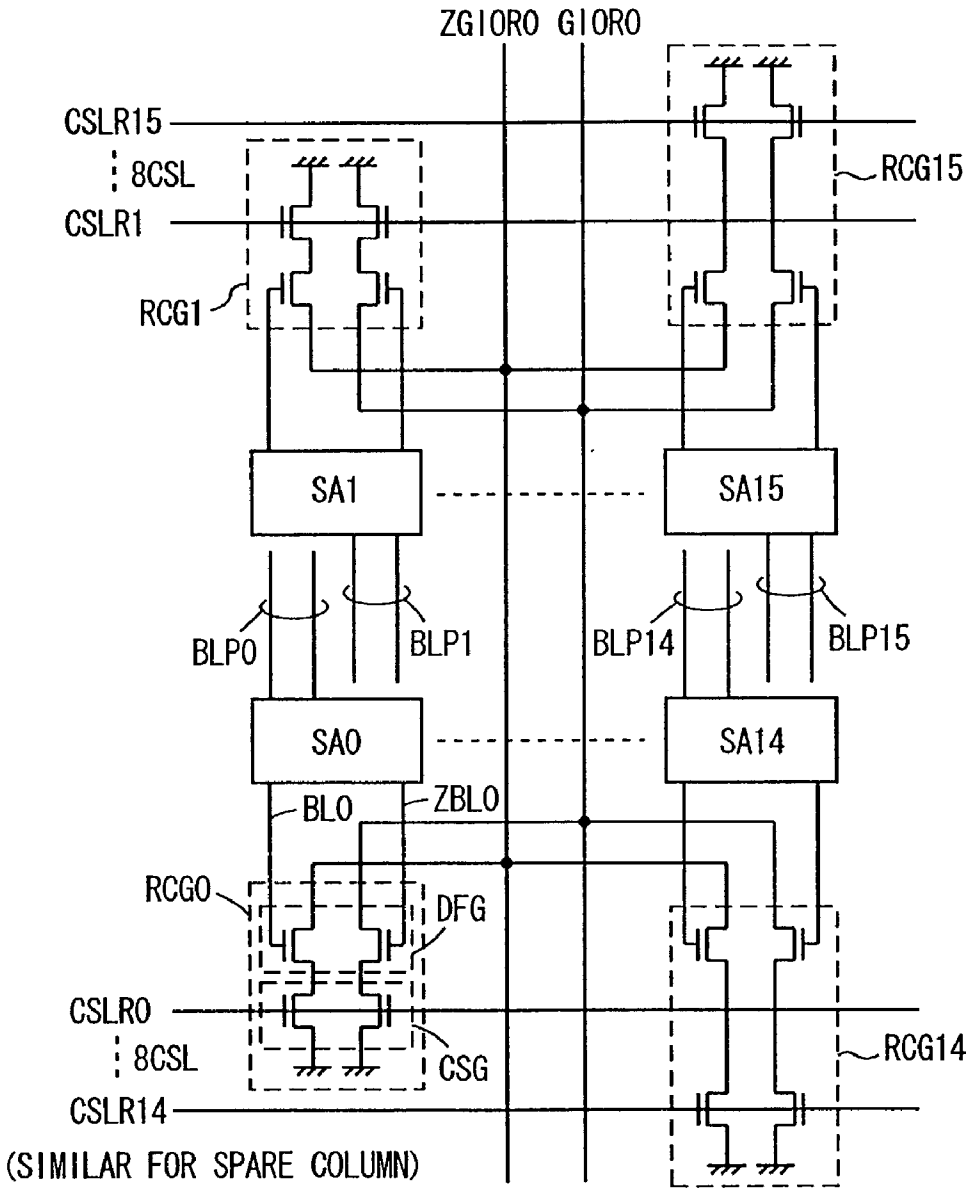 ZGIOR0 GIOR0
CSLR15
8CSL
RCG15
CSLR1
RCG1
SA1
SA15
BLP0
BLP1
BLP14
BLP15
SA0
SA14
BL0
ZBL0
RCG0
DFG
CSLR0
8CSL
CSG
RCG14
CSLR14
(SIMILAR FOR SPARE COLUMN)